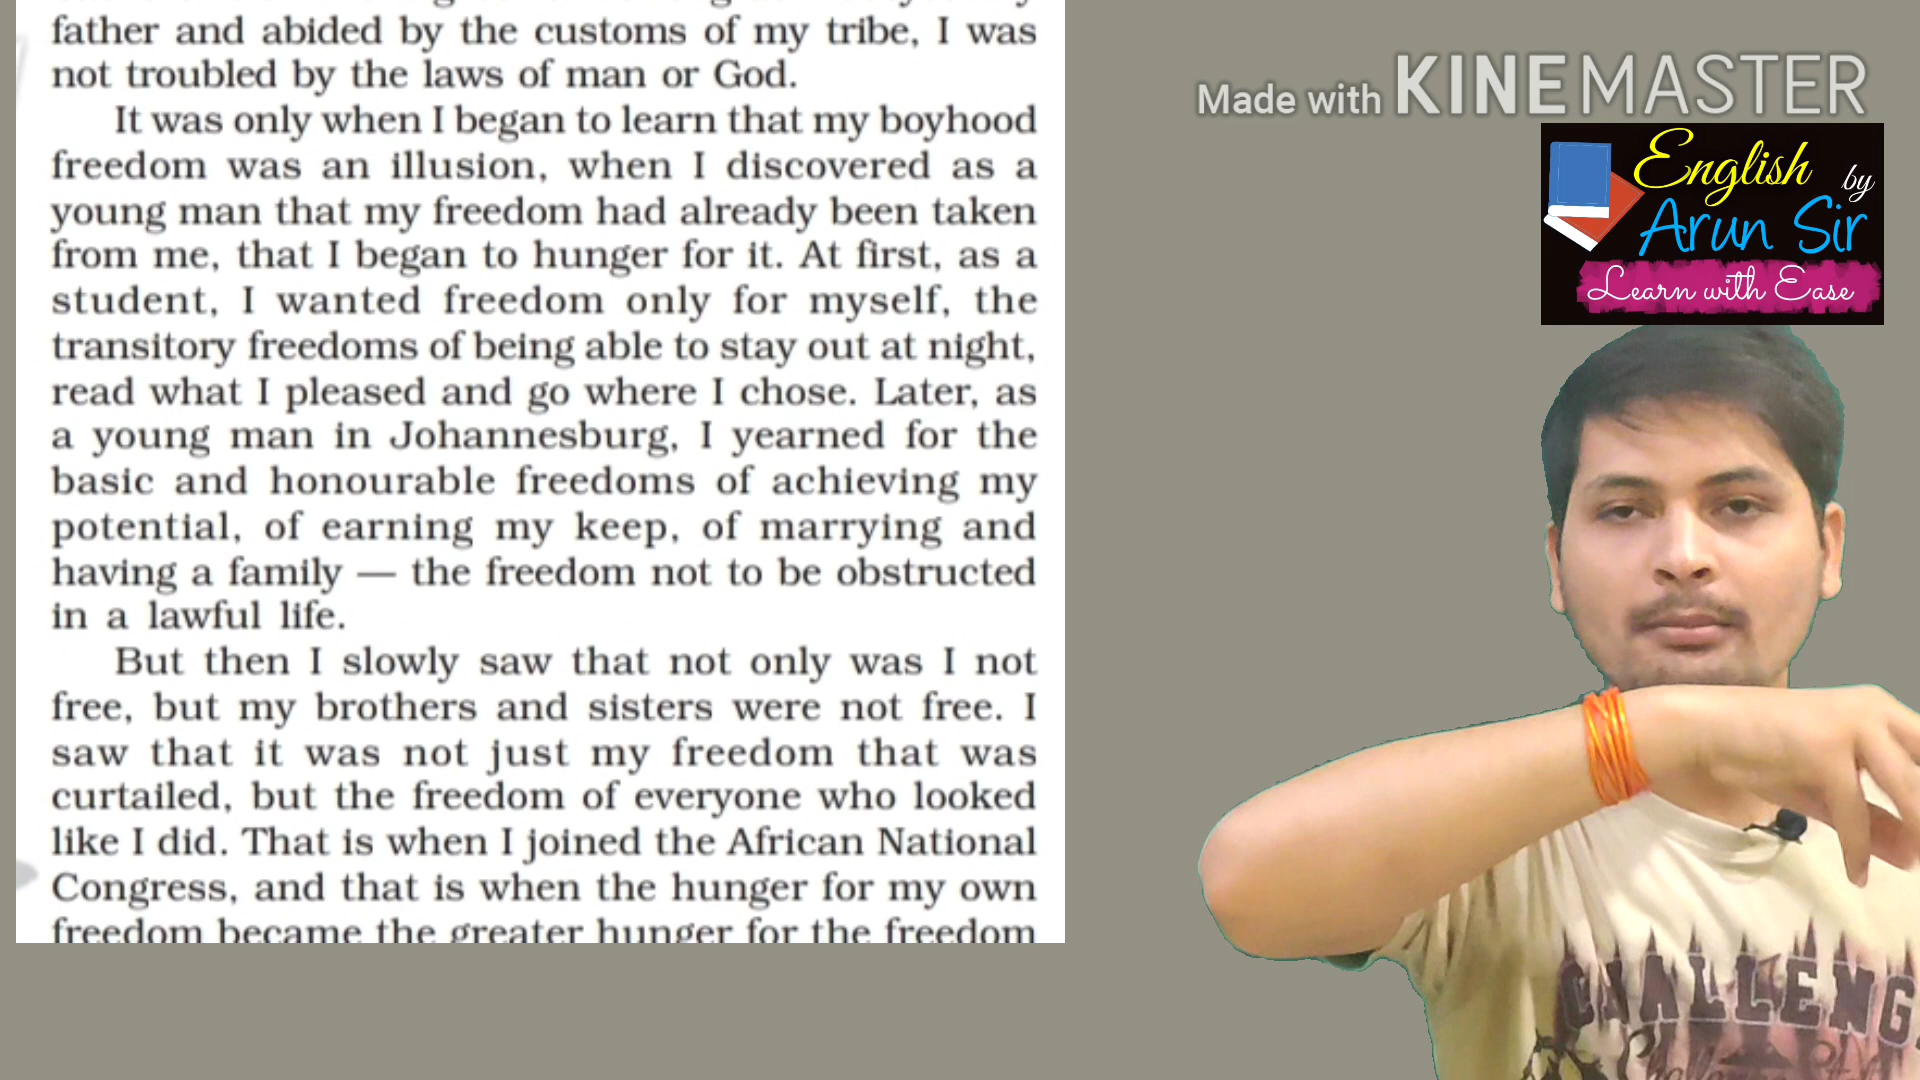 father and abided by the customs of my tribe, I was
not troubled by the laws of man or God.
It was only when I began to learn that my boyhood
freedom was an illusion, when I discovered as a
young man that my freedom had already been taken
from me, that I began to hunger for it. At first, as a
student, I wanted freedom only for myself, the
transitory freedoms of being able to stay out at night,
read what I pleased and go where I chose. Later, as
a young man in Johannesburg, I yearned for the
basic and honourable freedoms of achieving my
potential, of earning my keep, of marrying and
having a family — the freedom not to be obstructed
in a lawful life.
But then I slowly saw that not only was I not
free, but my brothers and sisters were not free. I
saw that it was not just my freedom that was
curtailed, but the freedom of everyone who looked
like I did. That is when I joined the African National
Congress, and that is when the hunger for my own
freedom became the greater hunger for the freedom
Made with KINEMASTER
English by
Arun Sir
Learn with Ease
CHALLENG